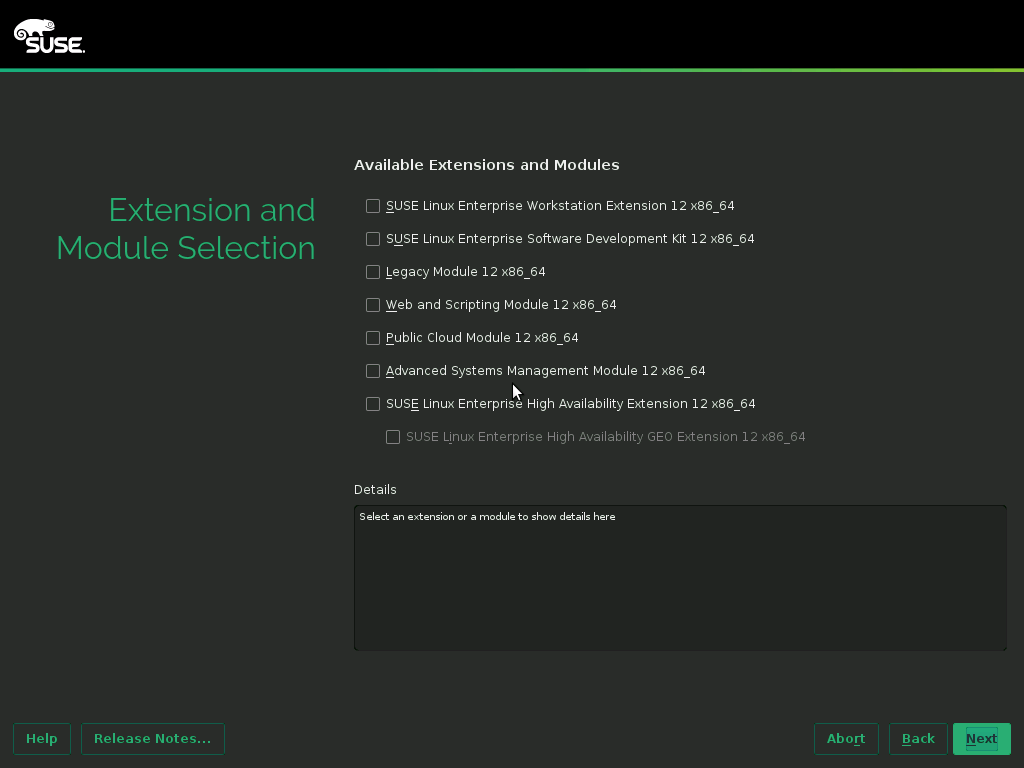 SUSE
Extension and
Module Selection
Available Extensions and Modules
SUSE Linux Enterprise Workstation Extension 12 x86_64
SUSE Linux Enterprise Software Development Kit 12 x86_64
Legacy Module 12 x86_64
Web and Scripting Module 12 x86_64
Public Cloud Module 12 x86_64
Advanced Systems Management Module 12 x86_64
SUSE Linux Enterprise High Availability Extension 12 x86_64
SUSE Linux Enterprise High Availability GEO Extension 12 x86_64
Details
Select an extension or a module to show details here
Help
Release Notes...
Abort
Back
Next